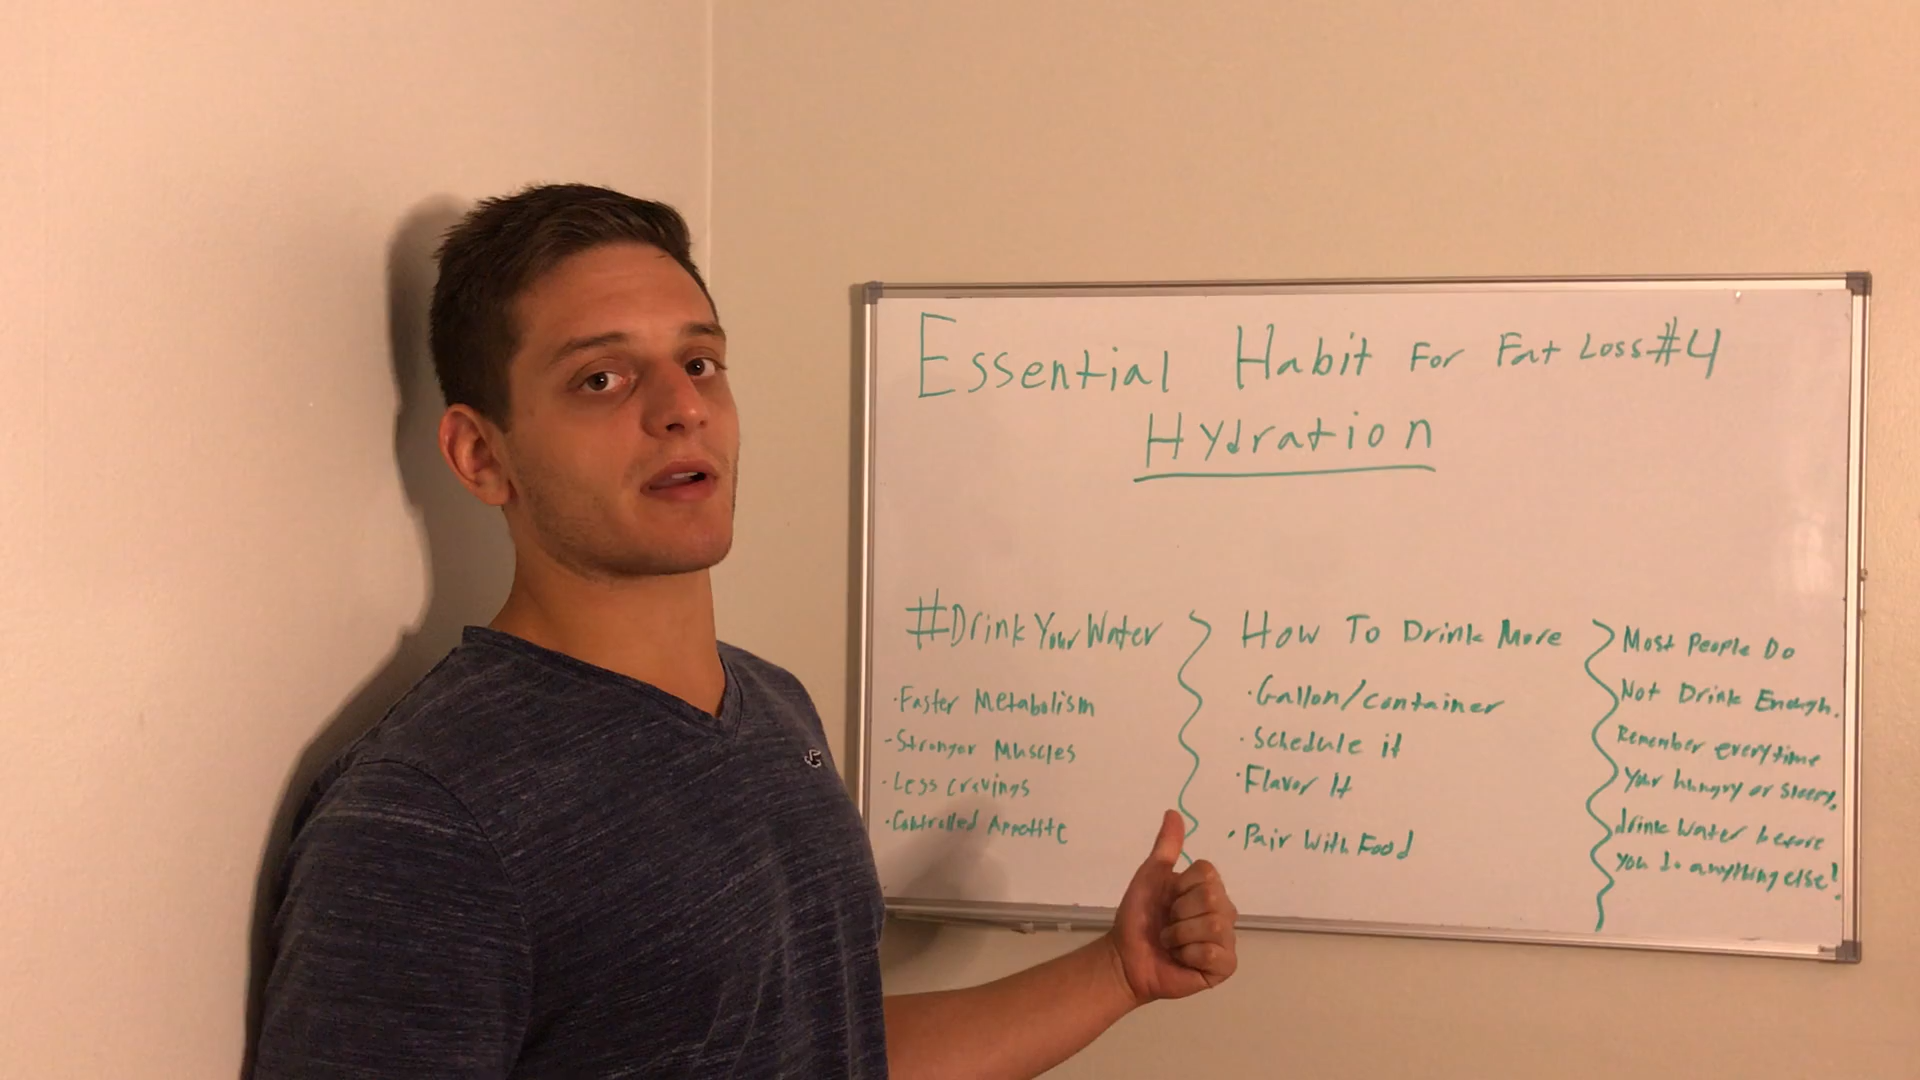 Essential Habit For Fat Loss #4
Hydration
#DrinkYourWater
·Faster Metabolism
-Stronger Muscles
·Less Cravings
·Controlled Appetite
How To Drink More
·Gallon/container
·Schedule it
·Flavor It
·Pair With Food
Most People Do
Not Drink Enough.
Remember everytime
your hungry or sleepy,
drink water before
you do anything else!